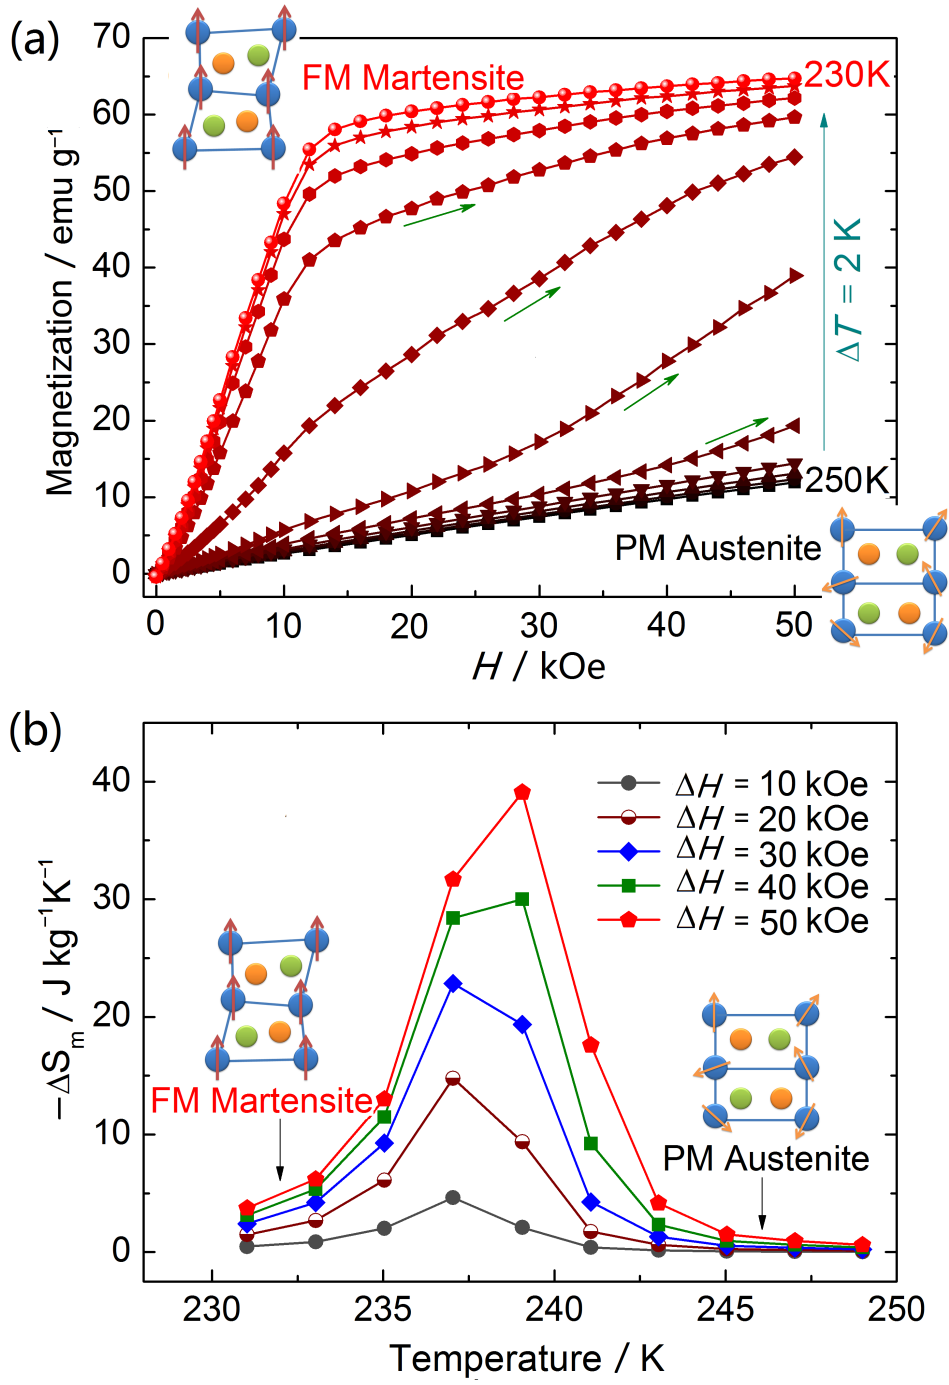 (a)
70
60
50
40
30
20
10
0
Magnetization / emu g⁻¹
FM Martensite
230K
ΔT = 2 K
250K
PM Austenite
0 10 20 30 40 50
H / kOe
(b)
40
30
20
10
0
−ΔSₘ / J kg⁻¹K⁻¹
ΔH = 10 kOe
ΔH = 20 kOe
ΔH = 30 kOe
ΔH = 40 kOe
ΔH = 50 kOe
FM Martensite
PM Austenite
230 235 240 245 250
Temperature / K